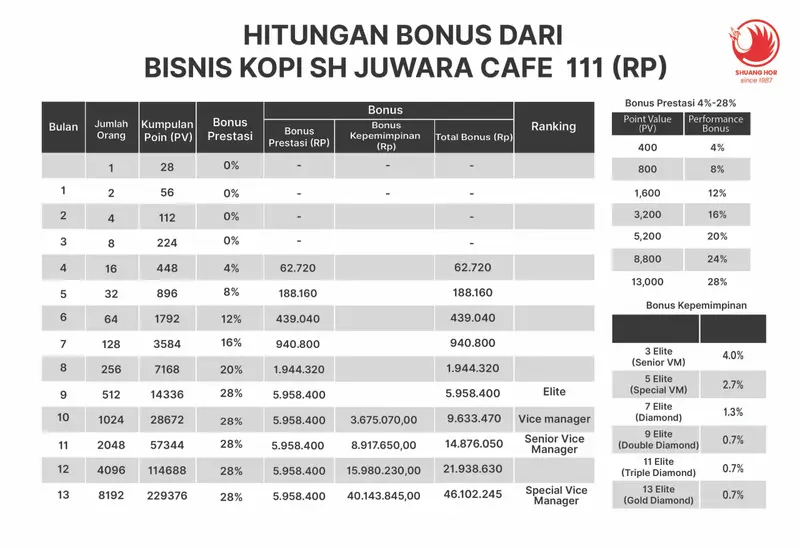 HITUNGAN BONUS DARI
BISNIS KOPI SH JUWARA CAFE 111 (RP)
SHUANG HOR
since 1987
Bulan Jumlah Orang Kumpulan Poin (PV) Bonus Prestasi Bonus Ranking
Bonus Prestasi (RP) Bonus Kepemimpinan (Rp) Total Bonus (Rp)
1 28 0% - - -
1 2 56 0% - - -
2 4 112 0% - -
3 8 224 0% - -
4 16 448 4% 62.720 62.720
5 32 896 8% 188.160 188.160
6 64 1792 12% 439.040 439.040
7 128 3584 16% 940.800 940.800
8 256 7168 20% 1.944.320 1.944.320
9 512 14336 28% 5.958.400 5.958.400 Elite
10 1024 28672 28% 5.958.400 3.675.070,00 9.633.470 Vice manager
11 2048 57344 28% 5.958.400 8.917.650,00 14.876.050 Senior Vice Manager
12 4096 114688 28% 5.958.400 15.980.230,00 21.938.630
13 8192 229376 28% 5.958.400 40.143.845,00 46.102.245 Special Vice Manager
Bonus Prestasi 4%-28%
Point Value (PV) Performance Bonus
400 4%
800 8%
1,600 12%
3,200 16%
5,200 20%
8,800 24%
13,000 28%
Bonus Kepemimpinan
3 Elite (Senior VM) 4.0%
5 Elite (Special VM) 2.7%
7 Elite (Diamond) 1.3%
9 Elite (Double Diamond) 0.7%
11 Elite (Triple Diamond) 0.7%
13 Elite (Gold Diamond) 0.7%